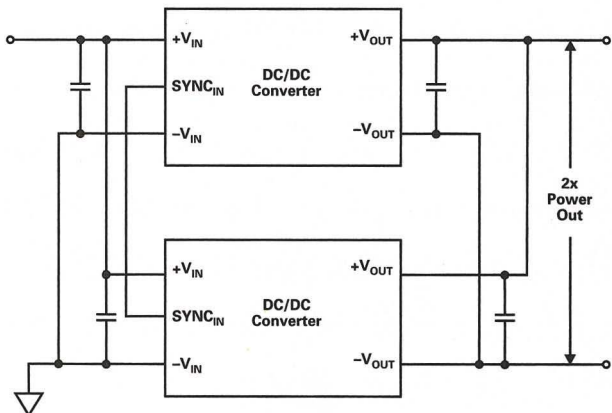 +VIN
+VOUT
SYNCIN
DC/DC
Converter
–VIN
–VOUT
2x
Power
Out
+VIN
+VOUT
SYNCIN
DC/DC
Converter
–VIN
–VOUT